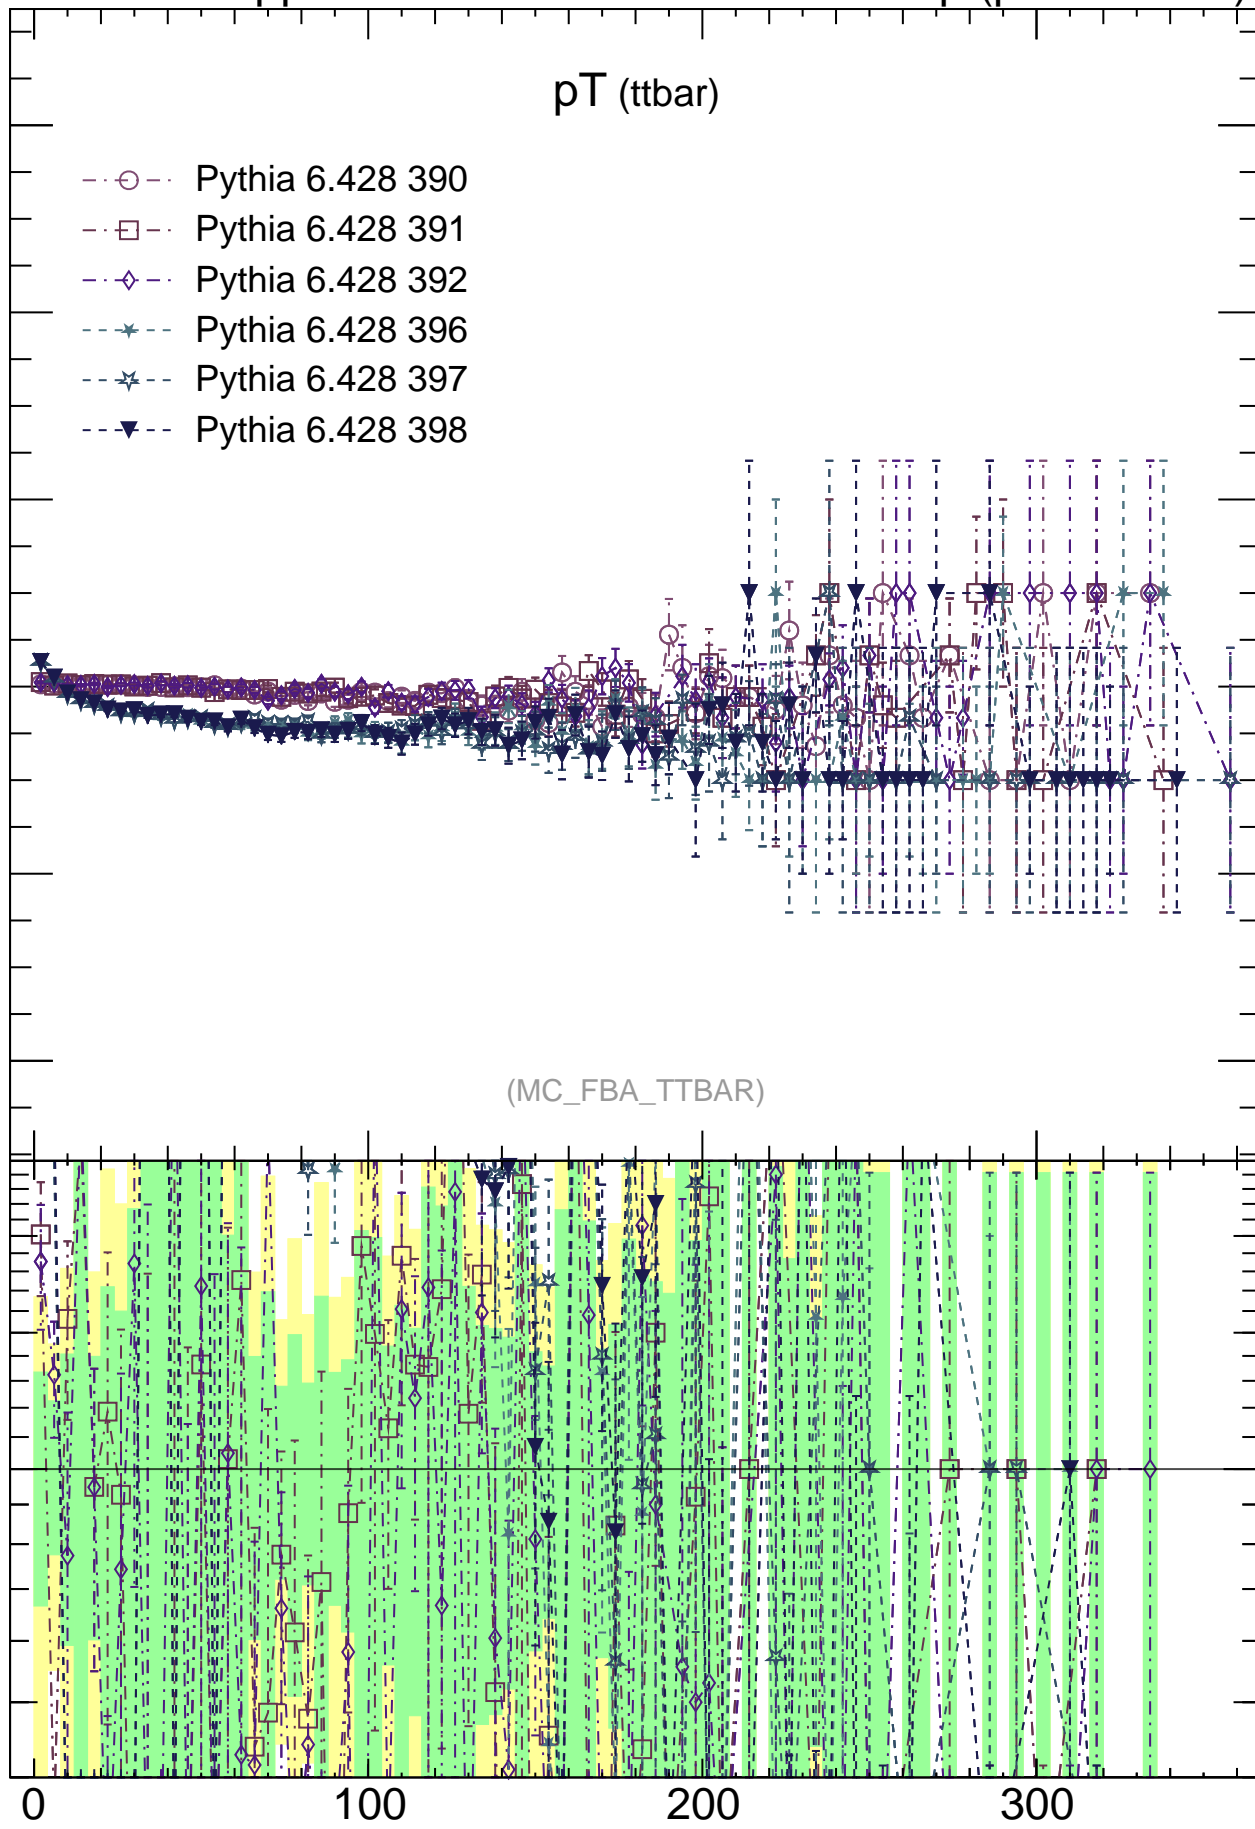 pT (ttbar)
Pythia 6.428 390
Pythia 6.428 391
Pythia 6.428 392
Pythia 6.428 396
Pythia 6.428 397
Pythia 6.428 398
(MC_FBA_TTBAR)
0 100 200 300